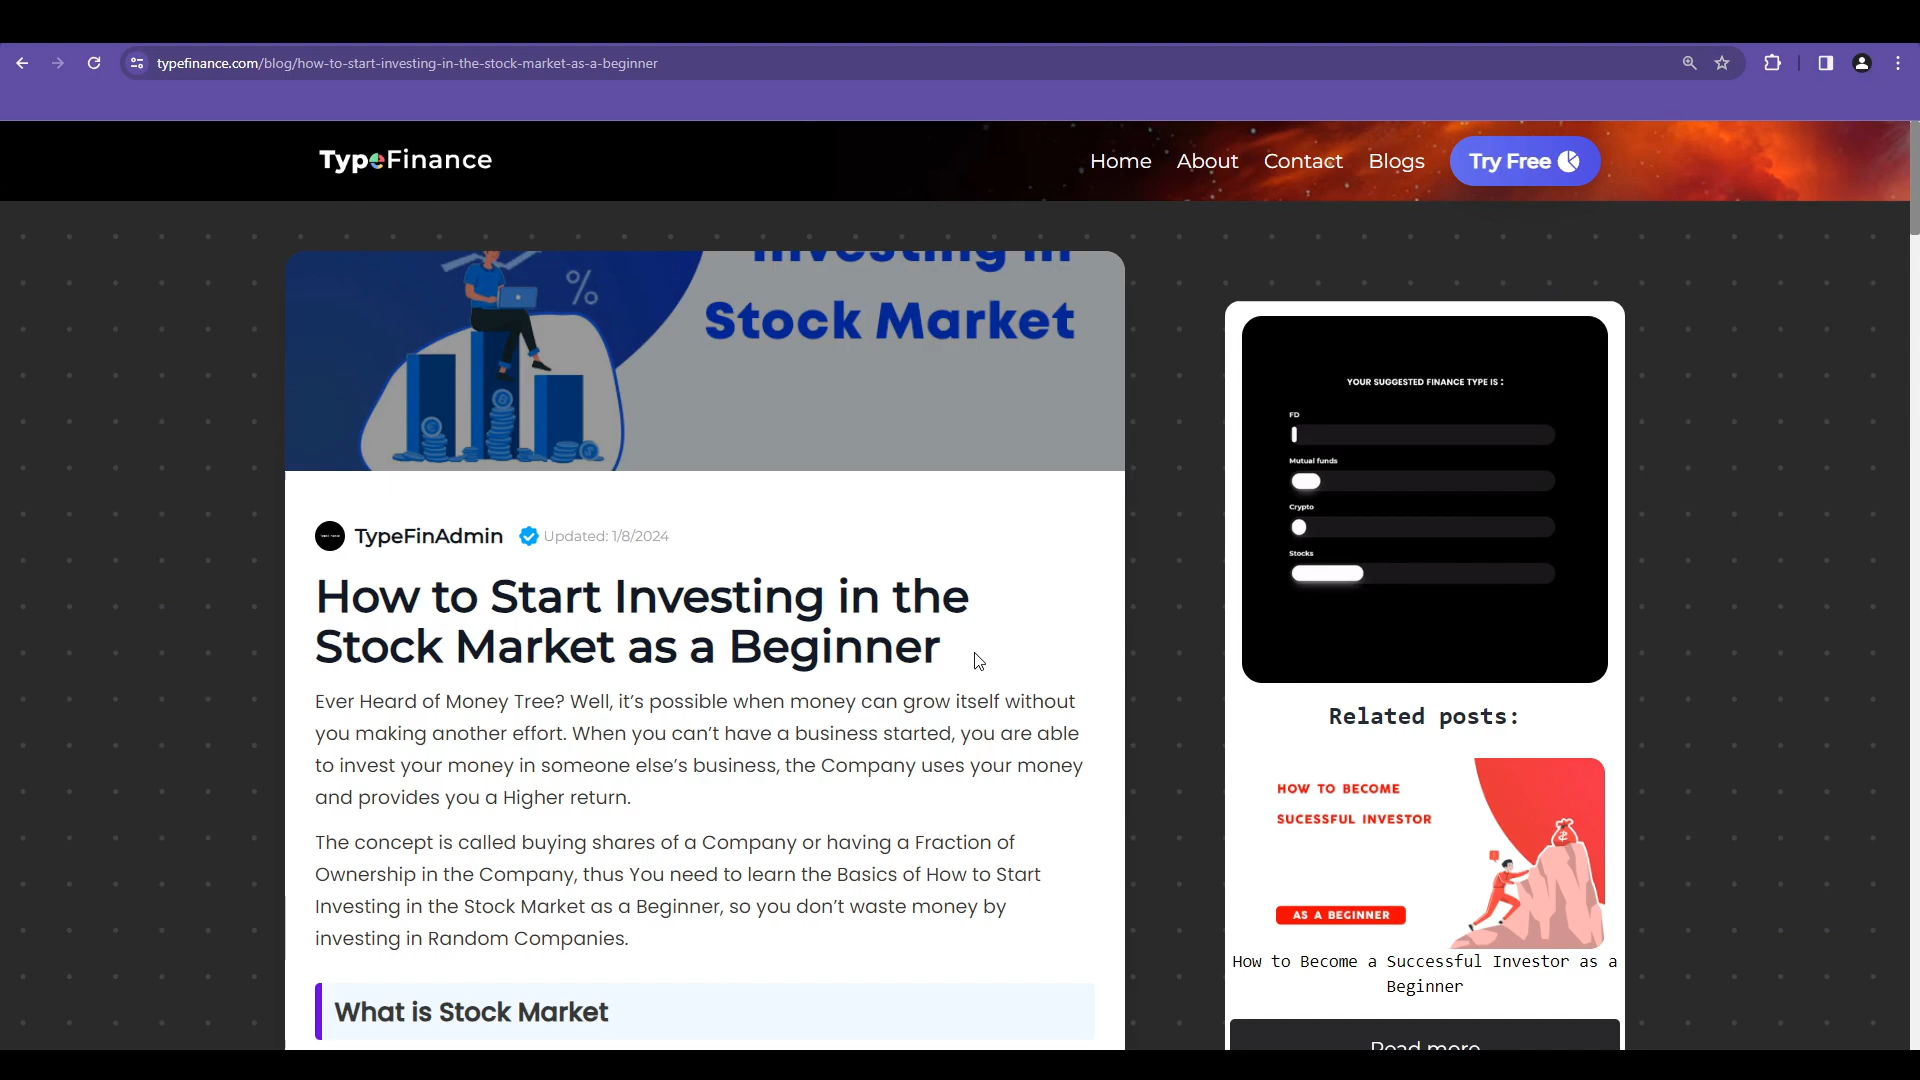 typefinance.com/blog/how-to-start-investing-in-the-stock-market-as-a-beginner
TypeFinance
Home About Contact Blogs Try Free
Investing in
Stock Market
%
TypeFinAdmin Updated: 1/8/2024
How to Start Investing in the
Stock Market as a Beginner
Ever Heard of Money Tree? Well, it's possible when money can grow itself without
you making another effort. When you can't have a business started, you are able
to invest your money in someone else's business, the Company uses your money
and provides you a Higher return.
The concept is called buying shares of a Company or having a Fraction of
Ownership in the Company, thus You need to learn the Basics of How to Start
Investing in the Stock Market as a Beginner, so you don't waste money by
investing in Random Companies.
What is Stock Market
YOUR SUGGESTED FINANCE TYPE IS :
FD
Mutual funds
Crypto
Stocks
Related posts:
HOW TO BECOME
SUCESSFUL INVESTOR
AS A BEGINNER
How to Become a Successful Investor as a
Beginner
Read more